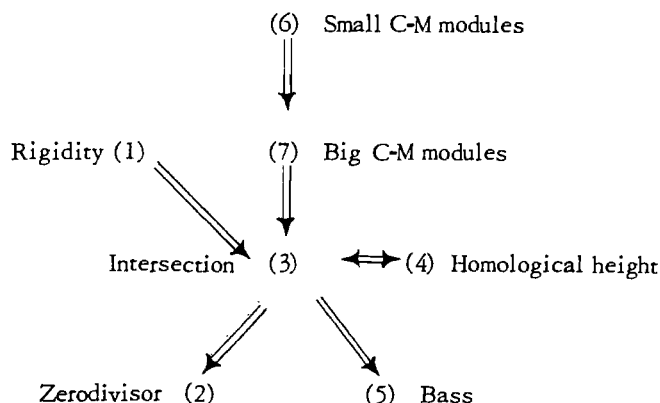 (6) Small C-M modules
Rigidity (1) (7) Big C-M modules
Intersection (3) (4) Homological height
Zerodivisor (2) (5) Bass